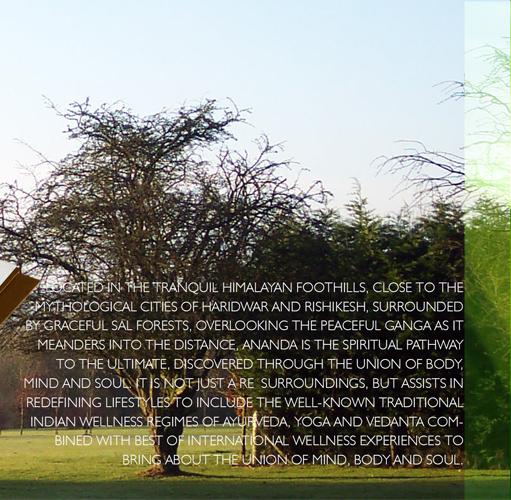 LOCATED IN THE TRANQUIL HIMALAYAN FOOTHILLS, CLOSE TO THE
MYTHOLOGICAL CITIES OF HARIDWAR AND RISHIKESH, SURROUNDED
BY GRACEFUL SAL FORESTS, OVERLOOKING THE PEACEFUL GANGA AS IT
MEANDERS INTO THE DISTANCE, ANANDA IS THE SPIRITUAL PATHWAY
TO THE ULTIMATE, DISCOVERED THROUGH THE UNION OF BODY,
MIND AND SOUL. IT IS NOT JUST A RE SURROUNDINGS, BUT ASSISTS IN
REDEFINING LIFESTYLES TO INCLUDE THE WELL-KNOWN TRADITIONAL
INDIAN WELLNESS REGIMES OF AYURVEDA, YOGA AND VEDANTA COM-
BINED WITH BEST OF INTERNATIONAL WELLNESS EXPERIENCES TO
BRING ABOUT THE UNION OF MIND, BODY AND SOUL.